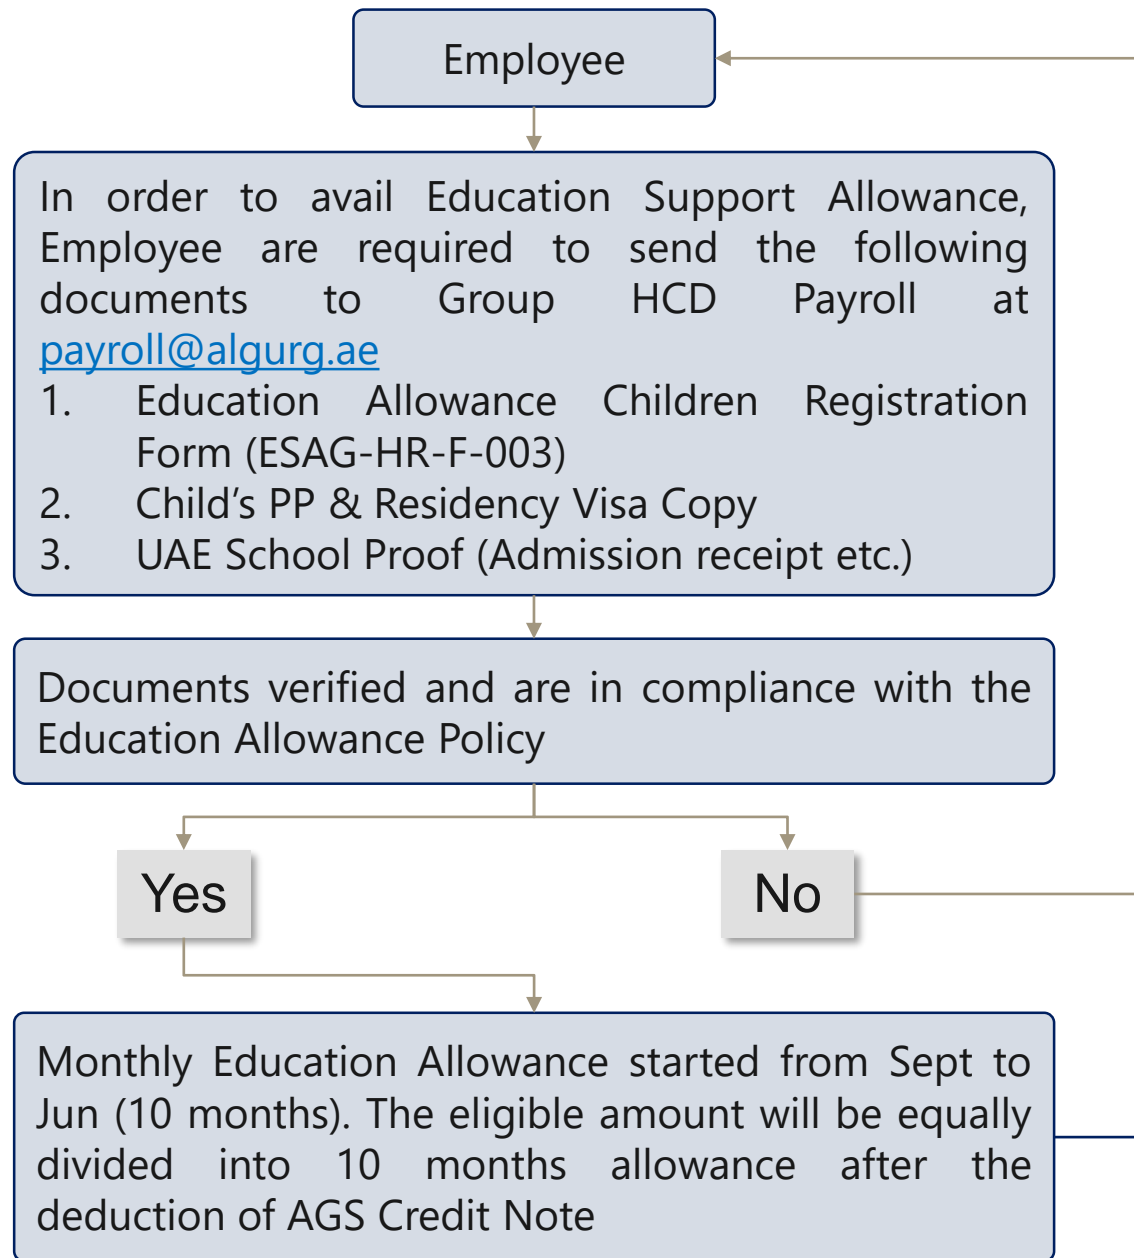 Employee
In order to avail Education Support Allowance,
Employee are required to send the following
documents to Group HCD Payroll at
payroll@algurg.ae
1. Education Allowance Children Registration
Form (ESAG-HR-F-003)
2. Child’s PP & Residency Visa Copy
3. UAE School Proof (Admission receipt etc.)
Documents verified and are in compliance with the
Education Allowance Policy
Yes
No
Monthly Education Allowance started from Sept to
Jun (10 months). The eligible amount will be equally
divided into 10 months allowance after the
deduction of AGS Credit Note